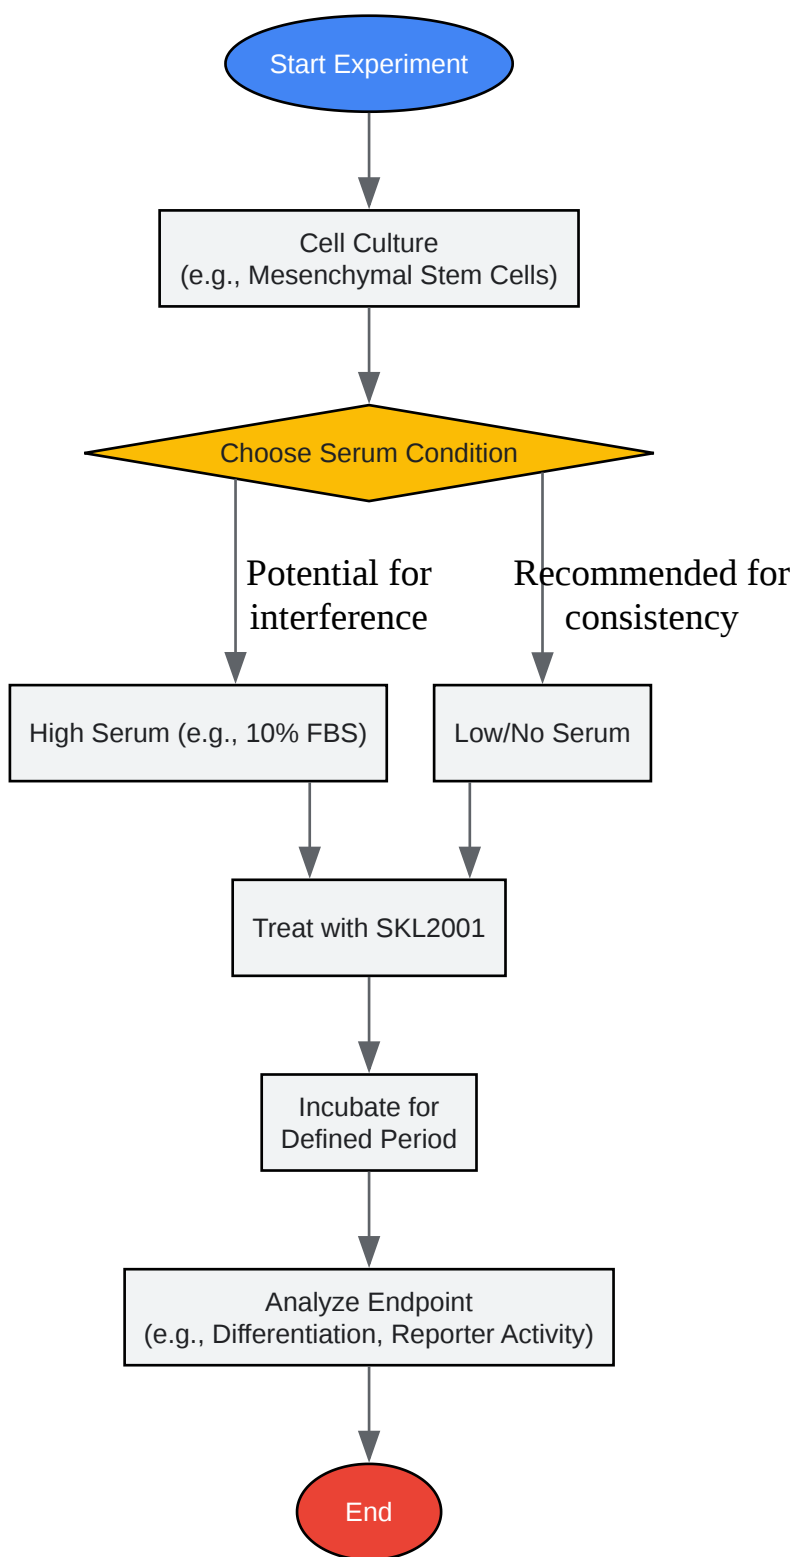 Start Experiment
Cell Culture
(e.g., Mesenchymal Stem Cells)
Choose Serum Condition
Potential for
interference
Recommended for
consistency
High Serum (e.g., 10% FBS)
Low/No Serum
Treat with SKL2001
Incubate for
Defined Period
Analyze Endpoint
(e.g., Differentiation, Reporter Activity)
End